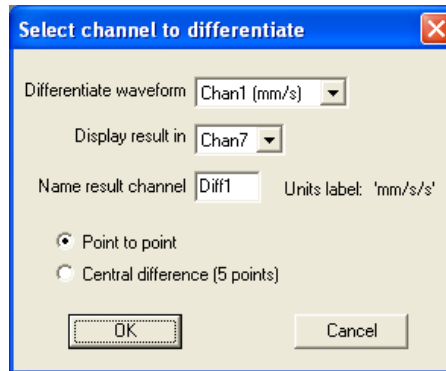 Select channel to differentiate
Differentiate waveform Chan1 (mm/s)
Display result in Chan7
Name result channel Diff1 Units label: 'mm/s/s'
Point to point
Central difference (5 points)
OK Cancel